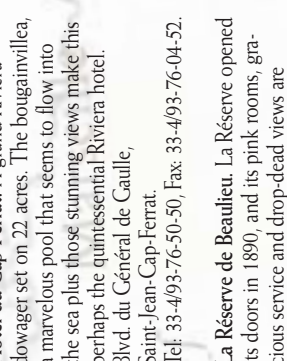 dowager set on 22 acres. The bougainvillea,
a marvelous pool that seems to flow into
the sea plus those stunning views make this
perhaps the quintessential Riviera hotel.
Blvd. du Général de Gaulle,
Saint-Jean-Cap-Ferrat.
Tel: 33-4/93-76-50-50, Fax: 33-4/93-76-04-52.
La Réserve de Beaulieu. La Réserve opened
its doors in 1890, and its pink rooms, gra-
cious service and drop-dead views are